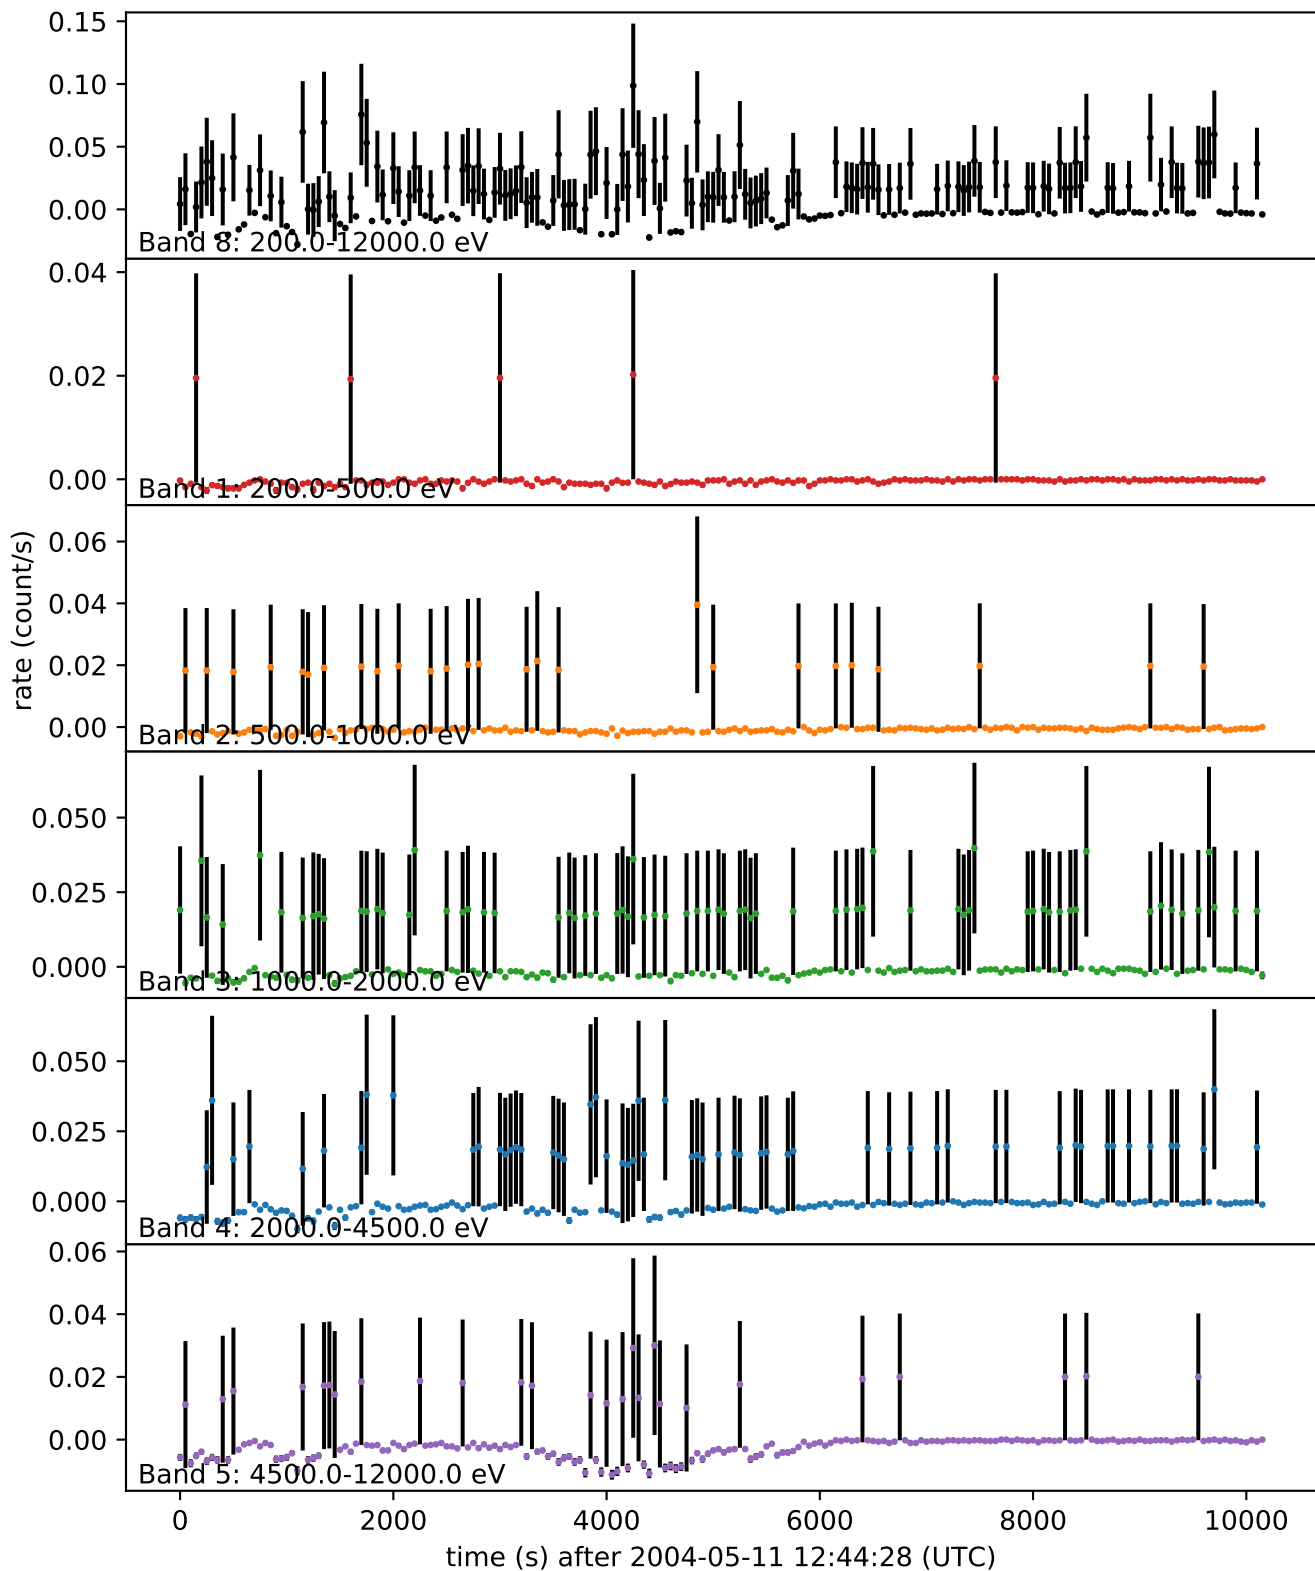 0.15
0.10
0.05
0.00
Band 8: 200.0-12000.0 eV
0.04
0.02
0.00
Band 1: 200.0-500.0 eV
0.06
0.04
0.02
0.00
Band 2: 500.0-1000.0 eV
rate (count/s)
0.050
0.025
0.000
Band 3: 1000.0-2000.0 eV
0.050
0.025
0.000
Band 4: 2000.0-4500.0 eV
0.06
0.04
0.02
0.00
Band 5: 4500.0-12000.0 eV
0 2000 4000 6000 8000 10000
time (s) after 2004-05-11 12:44:28 (UTC)